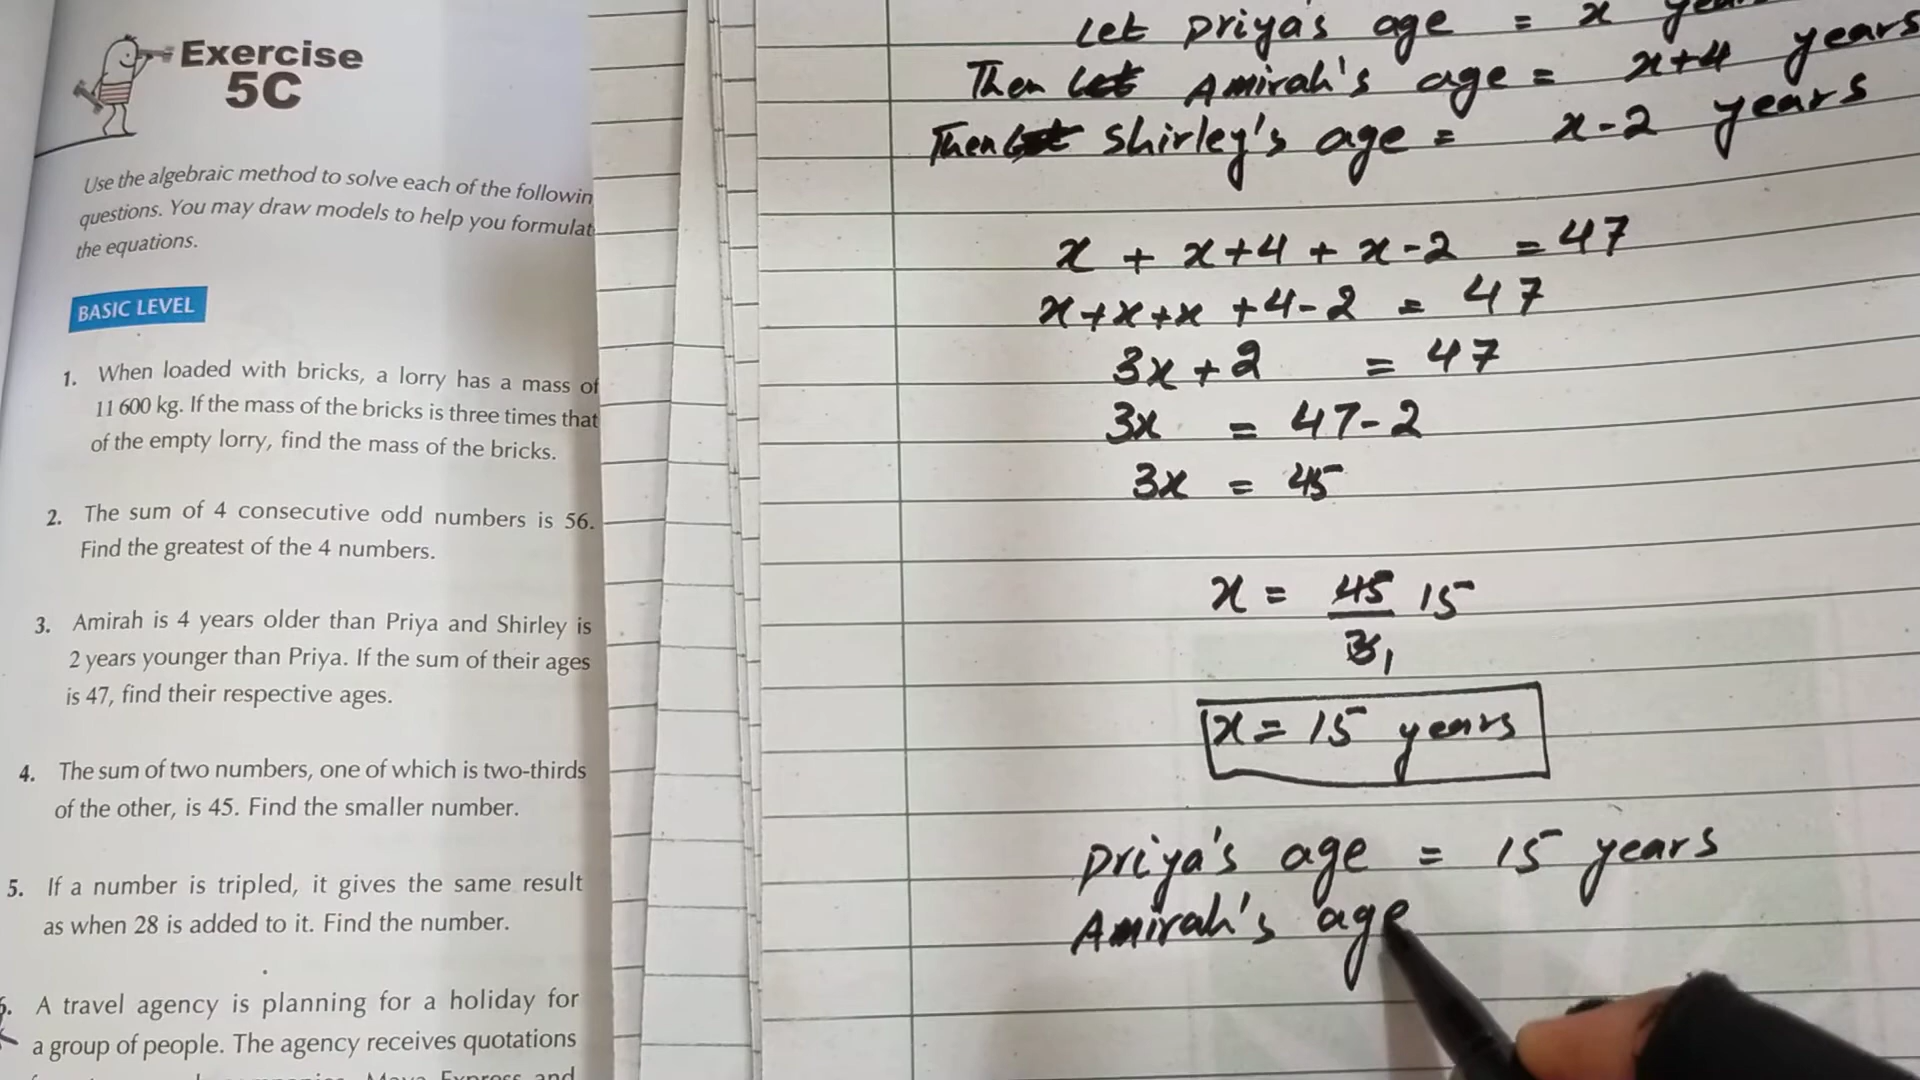 Exercise
5C
Use the algebraic method to solve each of the followin
questions. You may draw models to help you formulat
the equations.
BASIC LEVEL
1. When loaded with bricks, a lorry has a mass of
11 600 kg. If the mass of the bricks is three times that
of the empty lorry, find the mass of the bricks.
2. The sum of 4 consecutive odd numbers is 56.
Find the greatest of the 4 numbers.
3. Amirah is 4 years older than Priya and Shirley is
2 years younger than Priya. If the sum of their ages
is 47, find their respective ages.
4. The sum of two numbers, one of which is two-thirds
of the other, is 45. Find the smaller number.
5. If a number is tripled, it gives the same result
as when 28 is added to it. Find the number.
A travel agency is planning for a holiday for
a group of people. The agency receives quotations
Express and
Let Priya's age = x
Then Amirah's age = x+4 years
Then Shirley's age = x-2 years
x + x+4 + x-2 = 47
x+x+x +4-2 = 47
3x+2 = 47
3x = 47-2
3x = 45
x = 45 15
3 1
x = 15 years
Priya's age = 15 years
Amirah's age